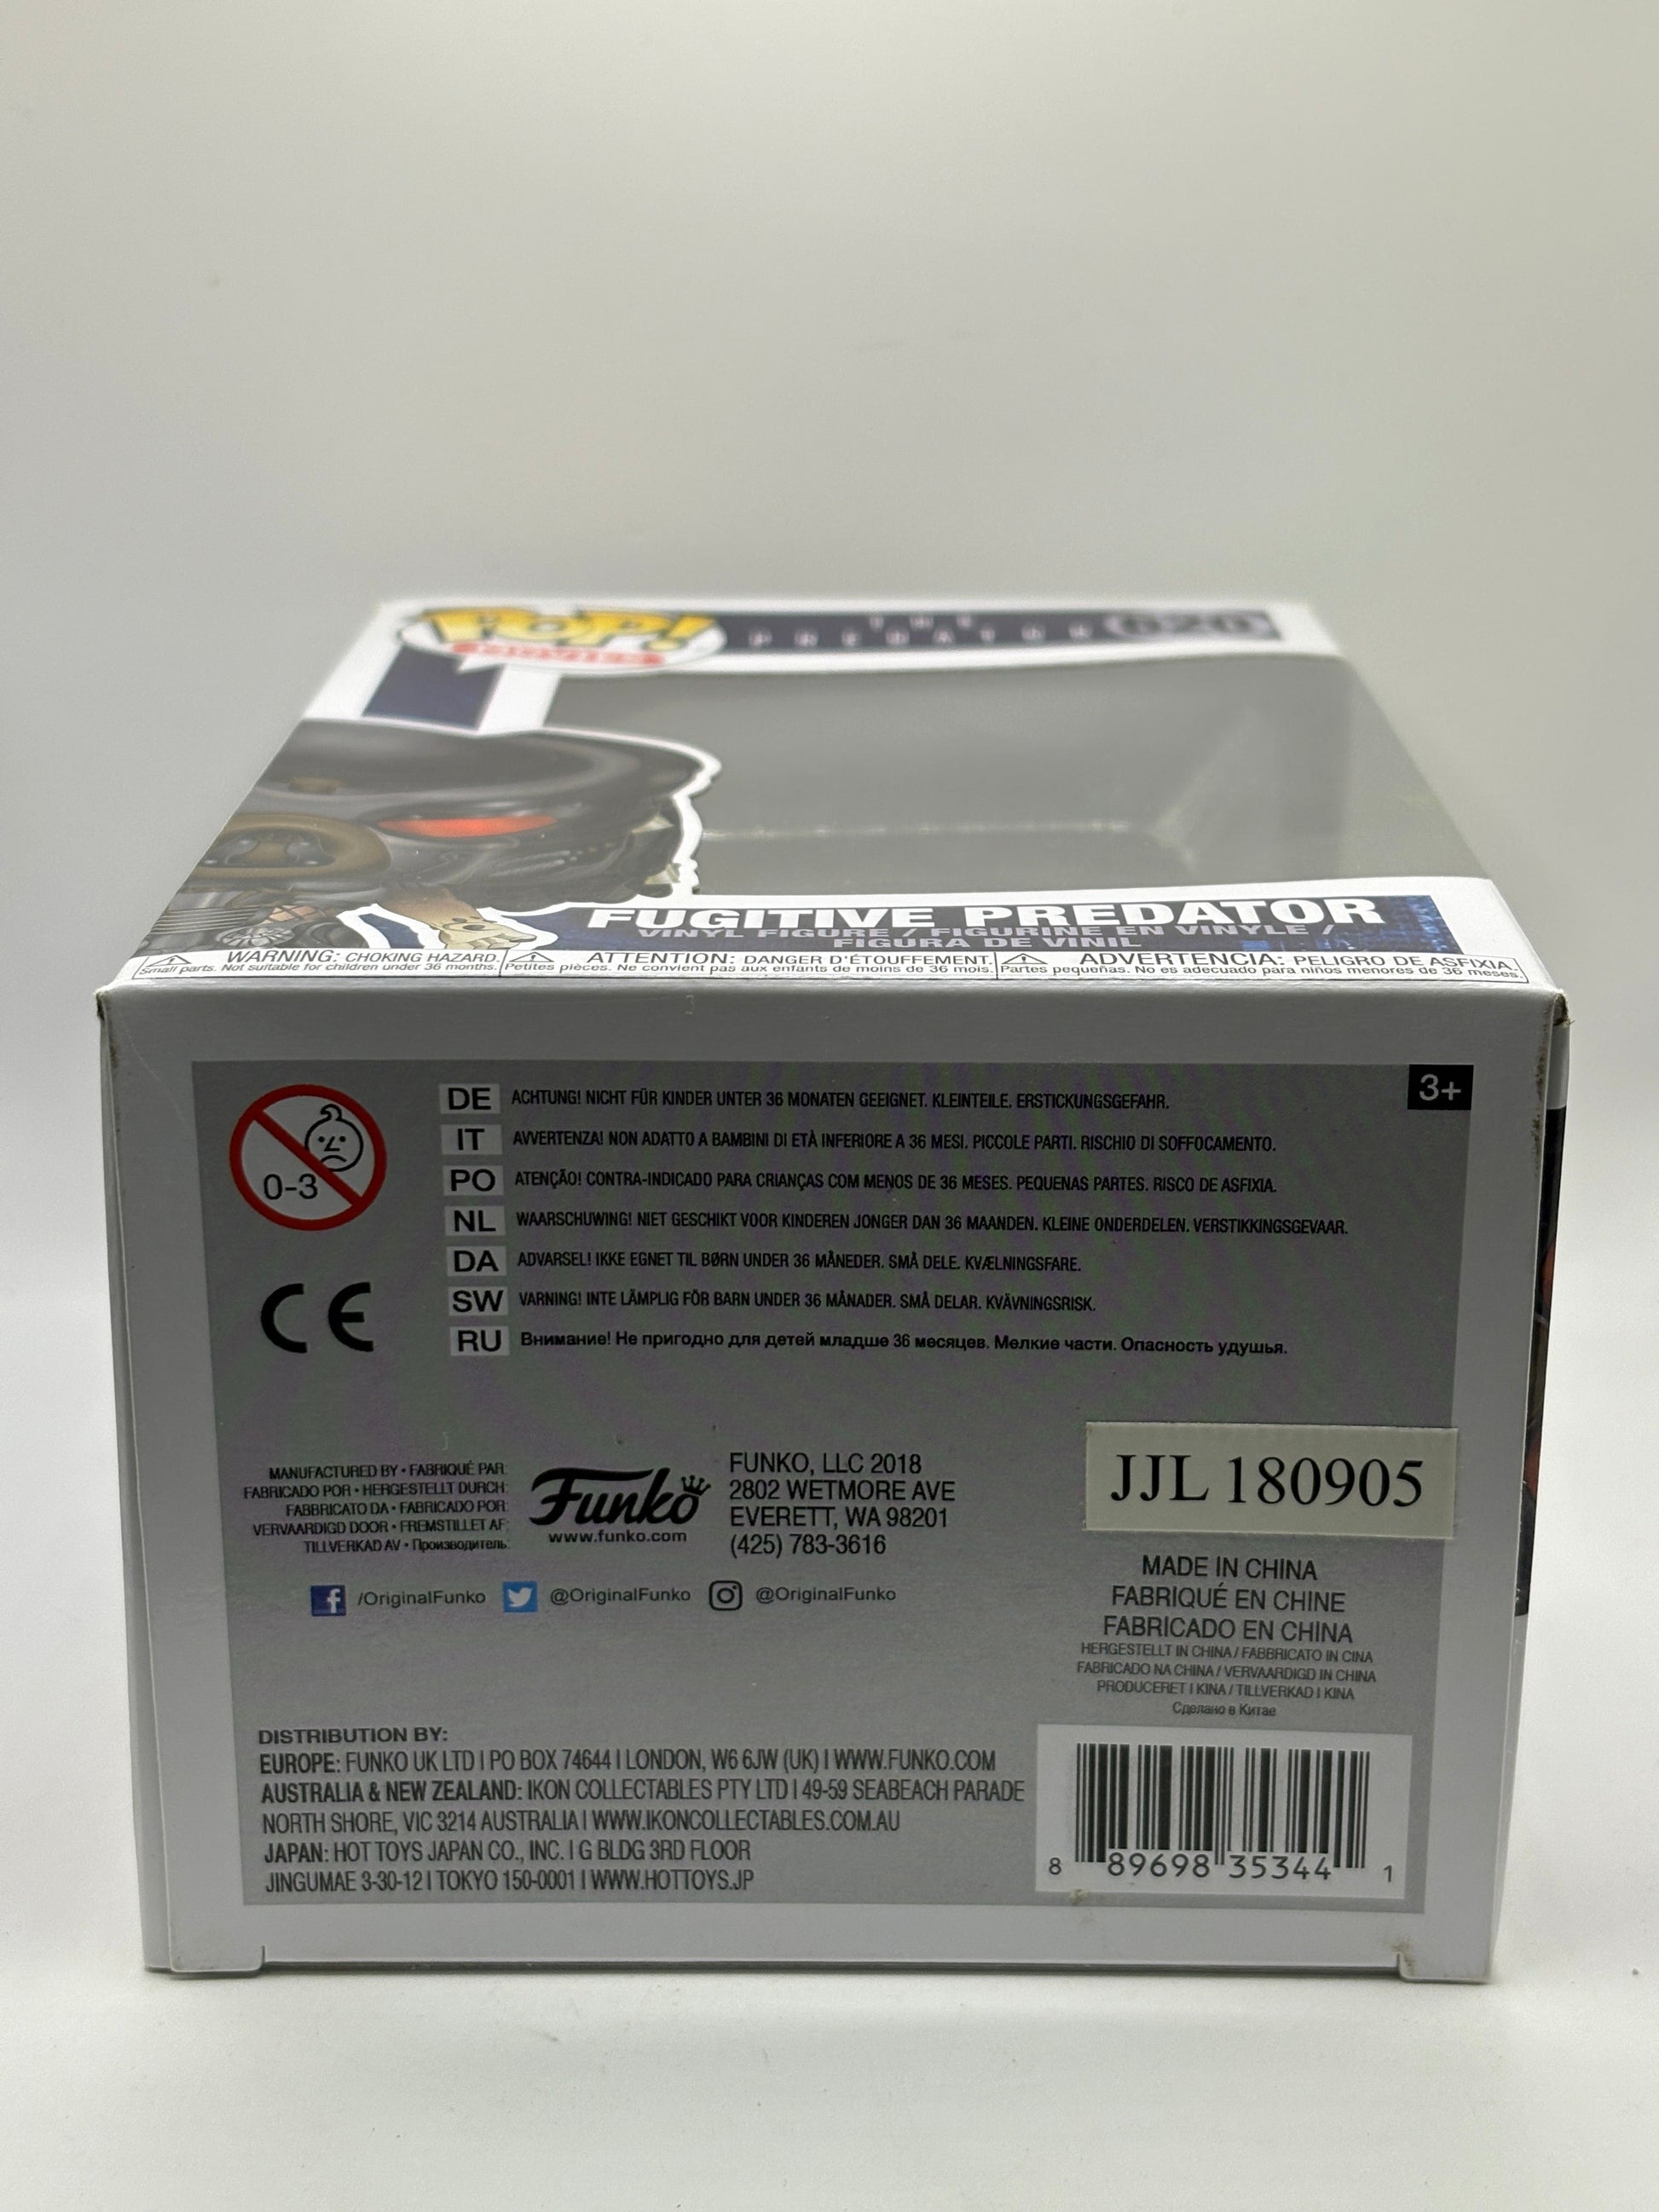 POP!
MOVIES
THE
PREDATOR
620
FUGITIVE PREDATOR
VINYL FIGURE / FIGURINE EN VINYLE /
FIGURA DE VINIL
WARNING: CHOKING HAZARD.
Small parts. Not suitable for children under 36 months.
ATTENTION: DANGER D'ÉTOUFFEMENT.
Petites pièces. Ne convient pas aux enfants de moins de 36 mois.
ADVERTENCIA: PELIGRO DE ASFIXIA.
Partes pequeñas. No es adecuado para niños menores de 36 meses.
3+
0-3
DE ACHTUNG! NICHT FÜR KINDER UNTER 36 MONATEN GEEIGNET. KLEINTEILE. ERSTICKUNGSGEFAHR.
IT AVVERTENZA! NON ADATTO A BAMBINI DI ETÀ INFERIORE A 36 MESI. PICCOLE PARTI. RISCHIO DI SOFFOCAMENTO.
PO ATENÇÃO! CONTRA-INDICADO PARA CRIANÇAS COM MENOS DE 36 MESES. PEQUENAS PARTES. RISCO DE ASFIXIA.
NL WAARSCHUWING! NIET GESCHIKT VOOR KINDEREN JONGER DAN 36 MAANDEN. KLEINE ONDERDELEN. VERSTIKKINGSGEVAAR.
DA ADVARSEL! IKKE EGNET TIL BØRN UNDER 36 MÅNEDER. SMÅ DELE. KVÆLNINGSFARE.
SW VARNING! INTE LÄMPLIG FÖR BARN UNDER 36 MÅNADER. SMÅ DELAR. KVÄVNINGSRISK.
RU Внимание! Не пригодно для детей младше 36 месяцев. Мелкие части. Опасность удушья.
CE
MANUFACTURED BY • FABRIQUÉ PAR:
FABRICADO POR • HERGESTELLT DURCH:
FABBRICATO DA • FABRICADO POR:
VERVAARDIGD DOOR • FREMSTILLET AF:
TILLVERKAD AV • Производитель:
Funko
www.funko.com
FUNKO, LLC 2018
2802 WETMORE AVE
EVERETT, WA 98201
(425) 783-3616
/OriginalFunko @OriginalFunko @OriginalFunko
JJL 180905
MADE IN CHINA
FABRIQUÉ EN CHINE
FABRICADO EN CHINA
HERGESTELLT IN CHINA / FABBRICATO IN CINA
FABRICADO NA CHINA / VERVAARDIGD IN CHINA
PRODUCERET I KINA / TILLVERKAD I KINA
Сделано в Китае
DISTRIBUTION BY:
EUROPE: FUNKO UK LTD I PO BOX 74644 I LONDON, W6 6JW (UK) I WWW.FUNKO.COM
AUSTRALIA & NEW ZEALAND: IKON COLLECTABLES PTY LTD I 49-59 SEABEACH PARADE
NORTH SHORE, VIC 3214 AUSTRALIA I WWW.IKONCOLLECTABLES.COM.AU
JAPAN: HOT TOYS JAPAN CO., INC. I G BLDG 3RD FLOOR
JINGUMAE 3-30-12 I TOKYO 150-0001 I WWW.HOTTOYS.JP
8 89698 35344 1